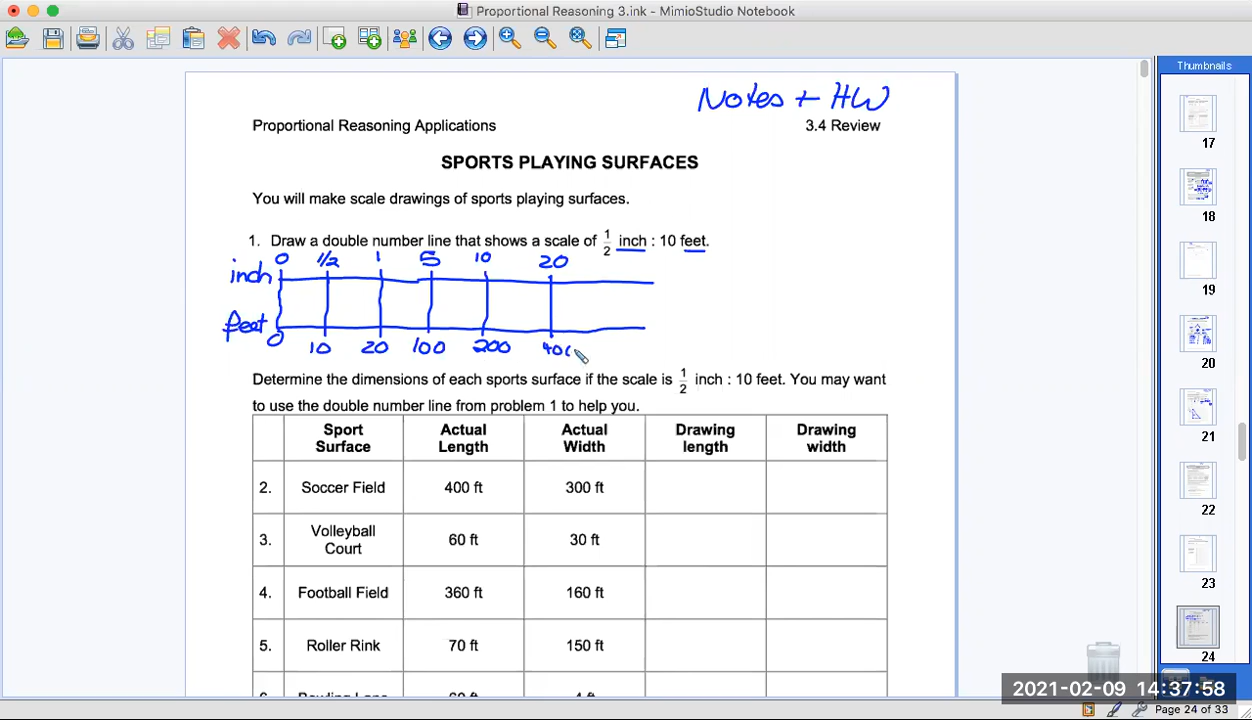 Proportional Reasoning 3.ink - MimioStudio Notebook
Thumbnails
Notes + HW
Proportional Reasoning Applications 3.4 Review
SPORTS PLAYING SURFACES
You will make scale drawings of sports playing surfaces.
1. Draw a double number line that shows a scale of 1/2 inch : 10 feet.
0 1/2 1 5 10 20
inch
feet
0 10 20 100 200 400
Determine the dimensions of each sports surface if the scale is 1/2 inch : 10 feet. You may want
to use the double number line from problem 1 to help you.
Sport Surface Actual Length Actual Width Drawing length Drawing width
2. Soccer Field 400 ft 300 ft
3. Volleyball Court 60 ft 30 ft
4. Football Field 360 ft 160 ft
5. Roller Rink 70 ft 150 ft
17
18
19
20
21
22
23
24
2021-02-09 14:37:58
Page 24 of 33